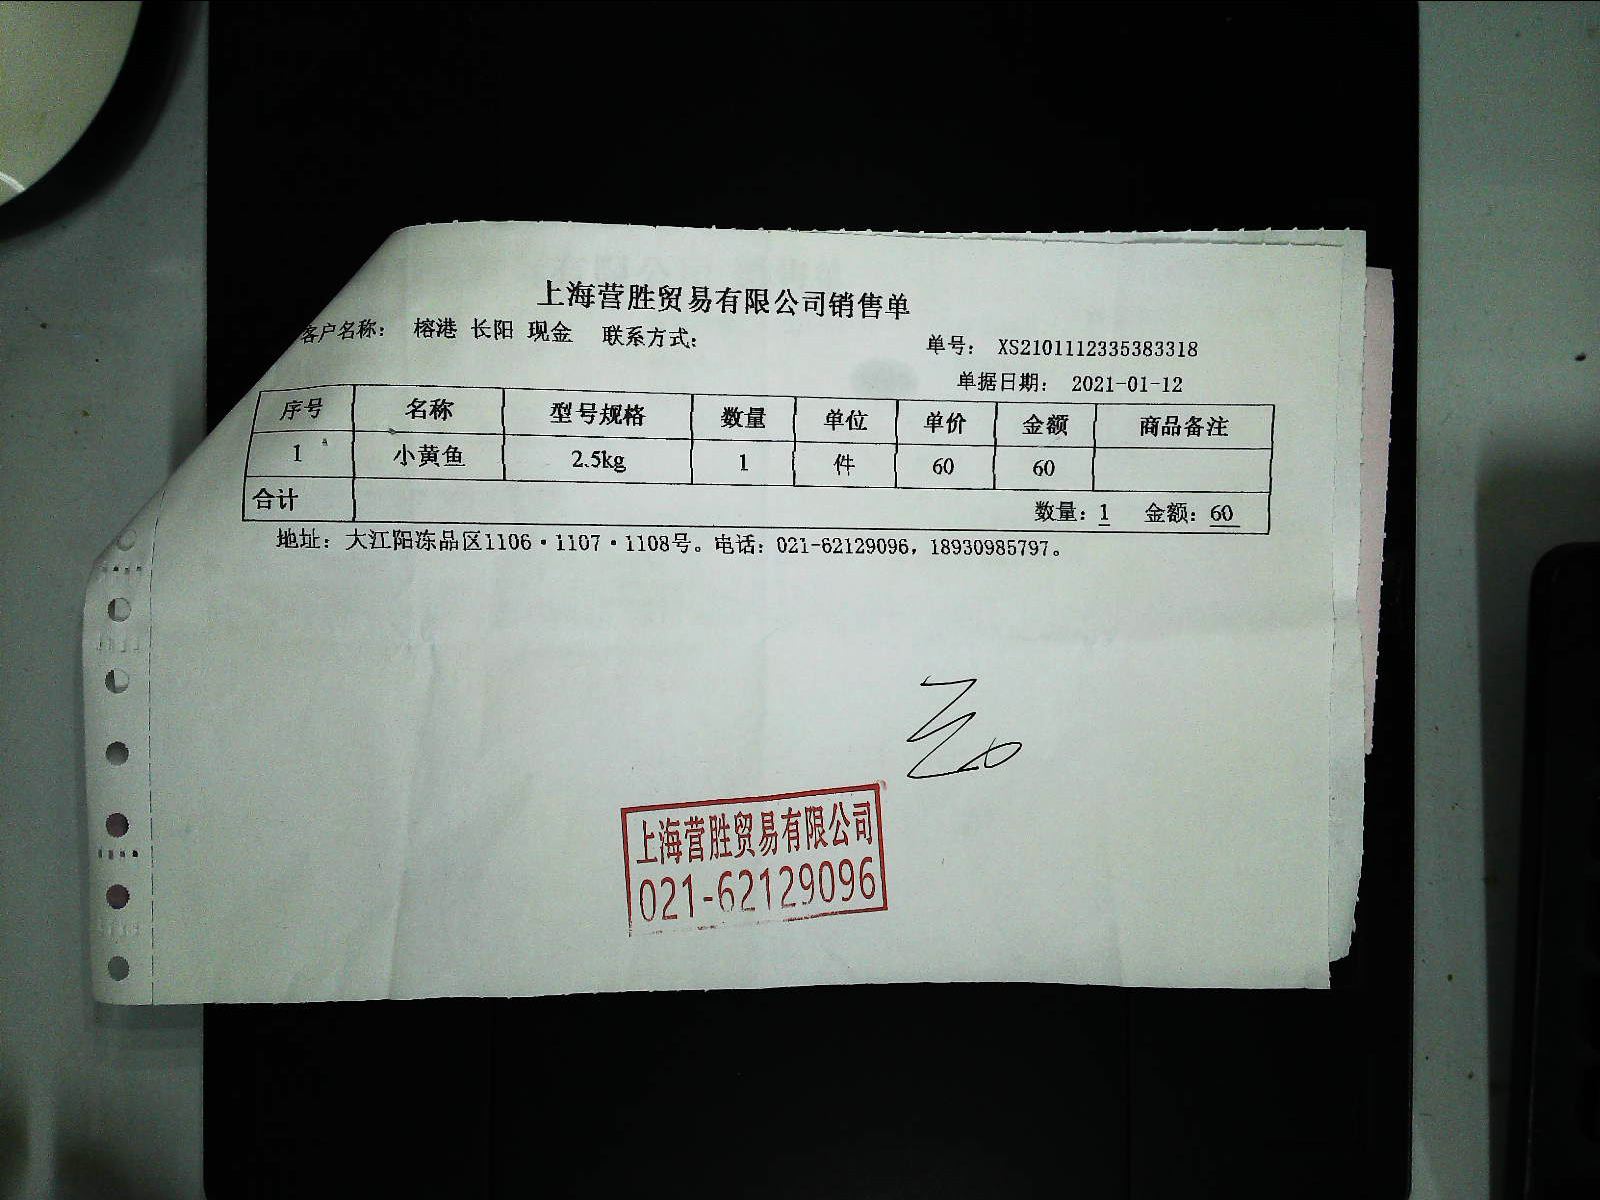 上海营胜贸易有限公司销售单
客户名称： 榕港 长阳 现金 联系方式： 单号： XS2101112335383318
单据日期： 2021-01-12
序号 名称 型号规格 数量 单位 单价 金额 商品备注
1 小黄鱼 2.5kg 1 件 60 60
合计 数量：1 金额：60
地址：大江阳冻品区1106·1107·1108号。电话：021-62129096，18930985797。
上海营胜贸易有限公司
021-62129096